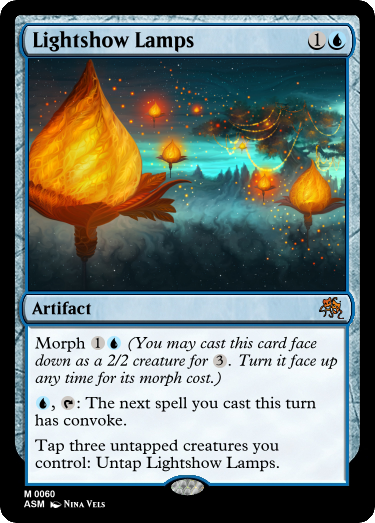 Lightshow Lamps 1
Artifact
Morph 1 (You may cast this card face
down as a 2/2 creature for 3. Turn it face up
any time for its morph cost.)
, : The next spell you cast this turn
has convoke.
Tap three untapped creatures you
control: Untap Lightshow Lamps.
M 0060
ASM Nina Vels